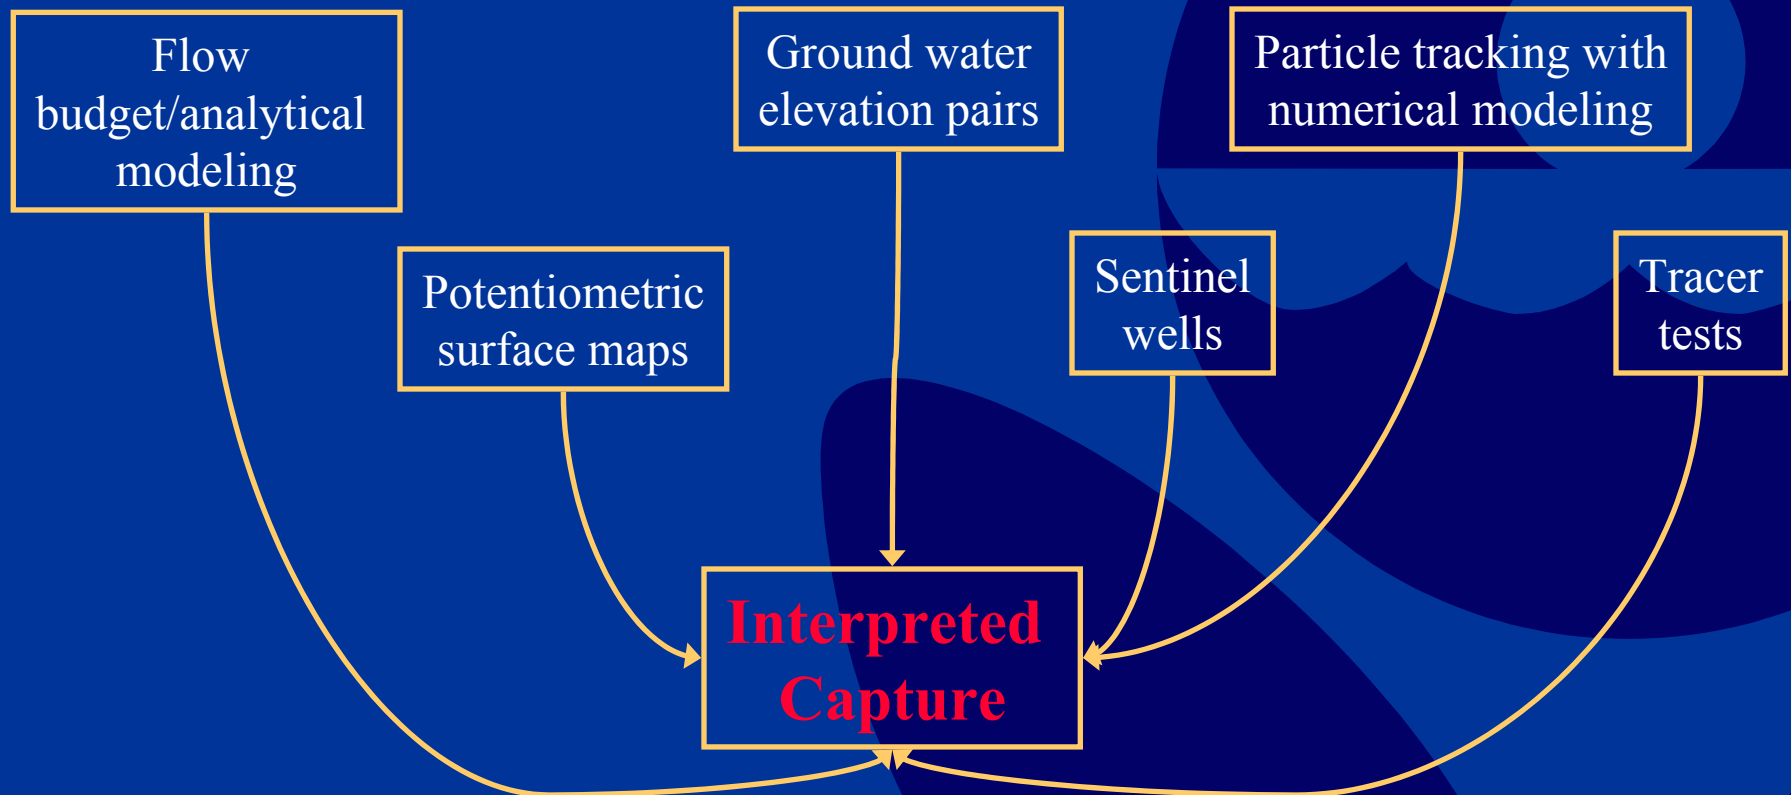 Flow
budget/analytical
modeling
Ground water
elevation pairs
Particle tracking with
numerical modeling
Potentiometric
surface maps
Sentinel
wells
Tracer
tests
Interpreted
Capture